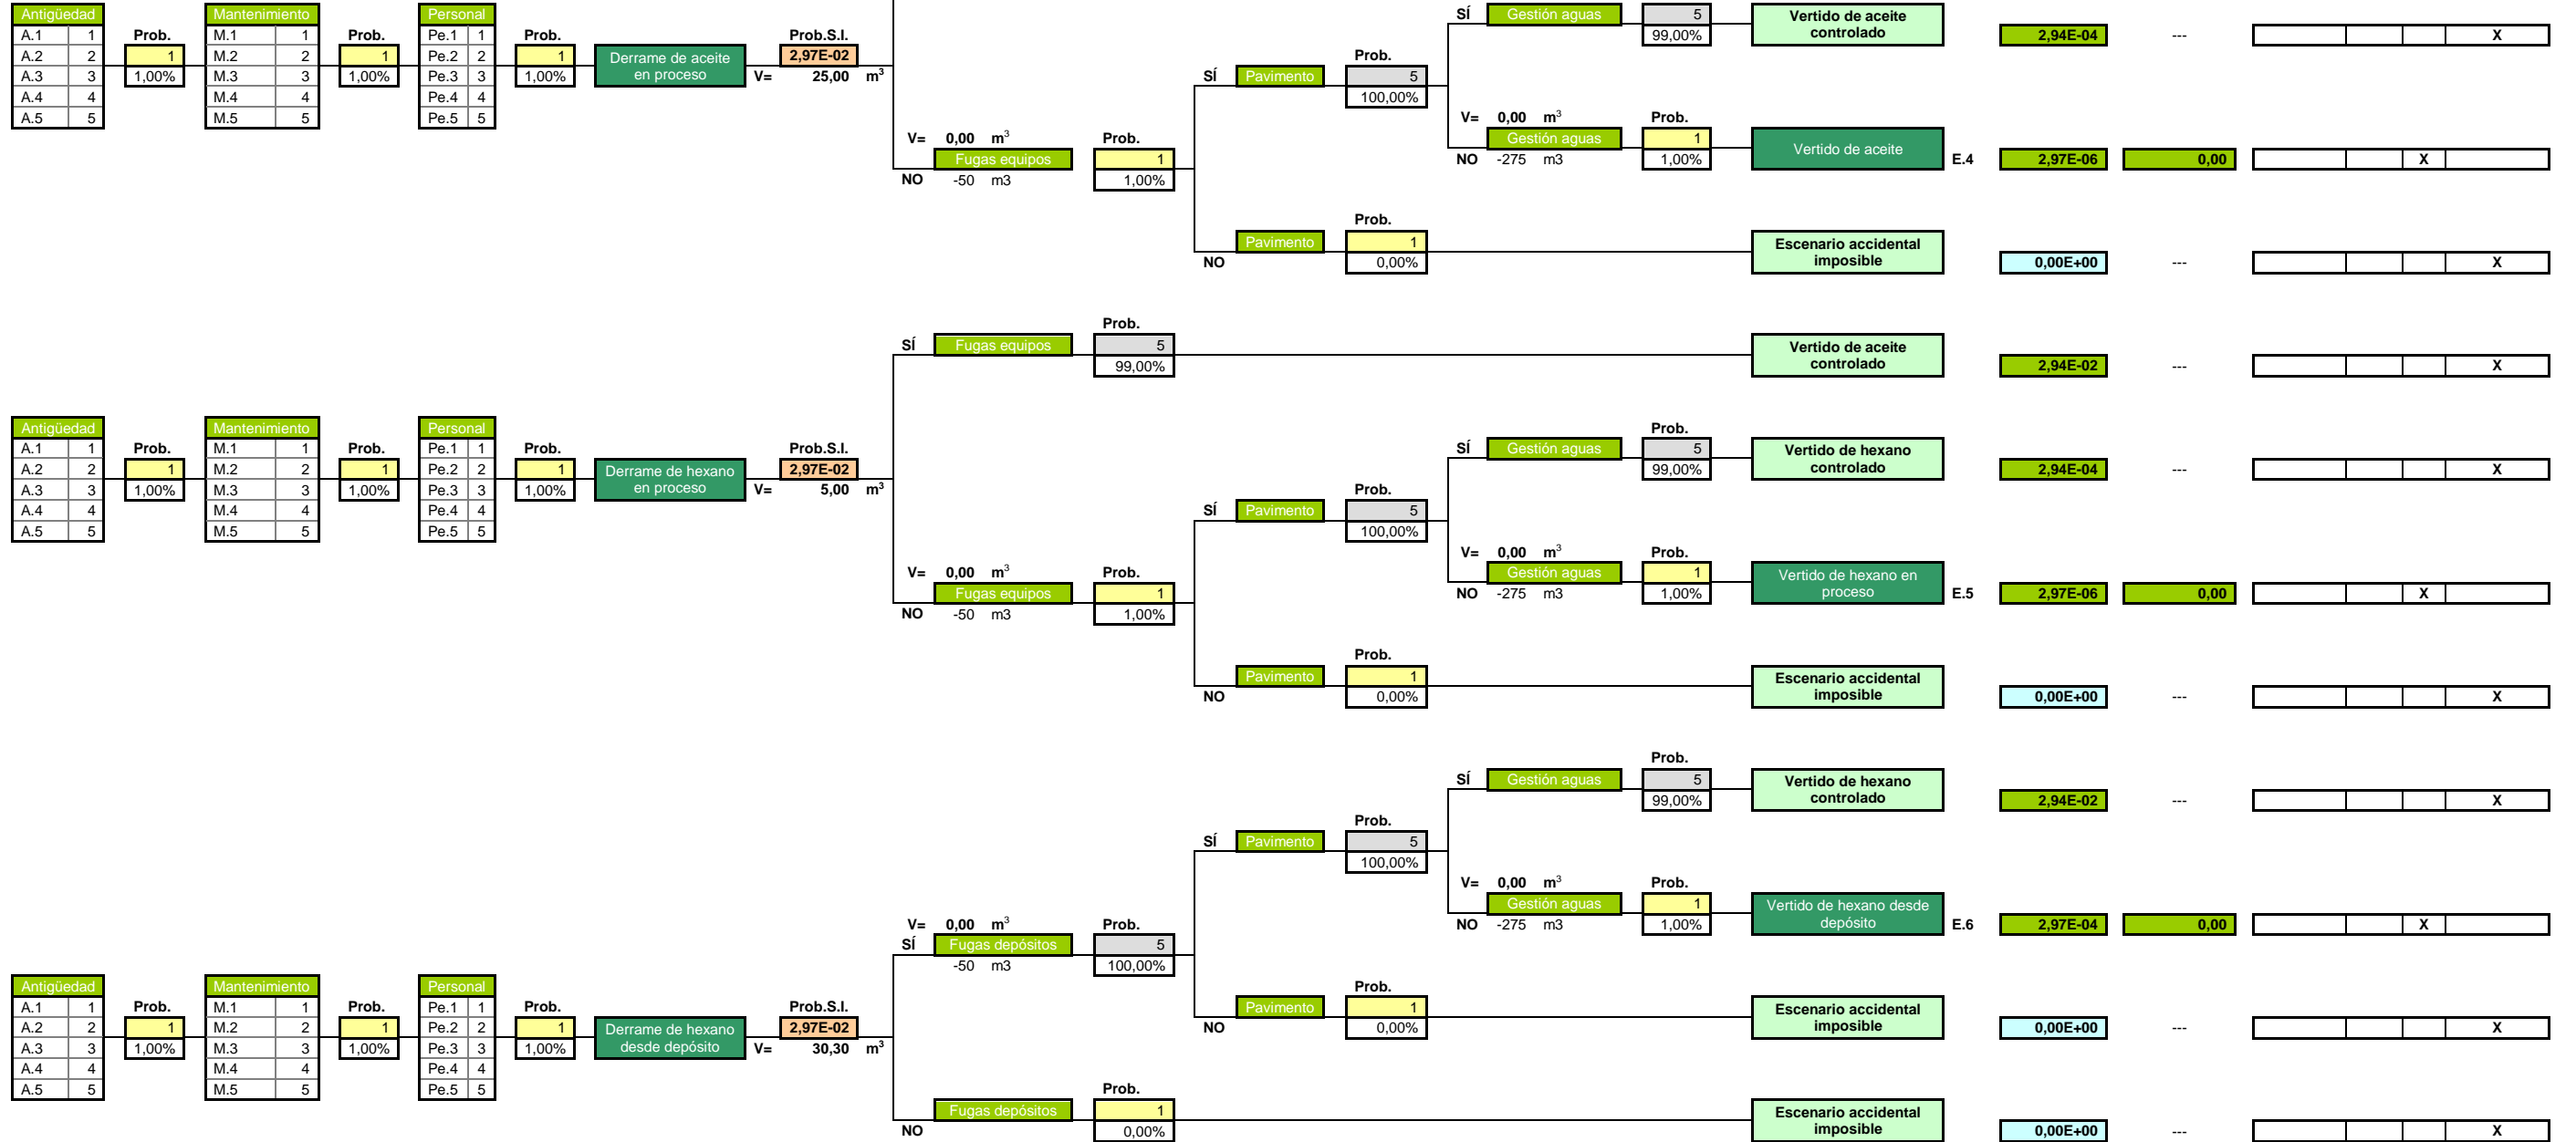 Antigüedad Mantenimiento Personal SÍ Gestión aguas 5 Vertido de aceite controlado
A.1 1 Prob. M.1 1 Prob. Pe.1 1 Prob. Prob.S.I. 99,00% 2,94E-04 --- X
A.2 2 1 M.2 2 1 Pe.2 2 1 Derrame de aceite en proceso 2,97E-02 Prob.
A.3 3 1,00% M.3 3 1,00% Pe.3 3 1,00% V= 25,00 m³ SÍ Pavimento 5
A.4 4 M.4 4 Pe.4 4 100,00%
A.5 5 M.5 5 Pe.5 5 V= 0,00 m³ Prob.
V= 0,00 m³ Prob. Gestión aguas 1 Vertido de aceite
Fugas equipos 1 NO -275 m3 1,00% E.4 2,97E-06 0,00 X
NO -50 m3 1,00%
Prob.
Pavimento 1 Escenario accidental imposible
NO 0,00% 0,00E+00 --- X
Prob.
SÍ Fugas equipos 5 Vertido de aceite controlado
99,00% 2,94E-02 --- X
Antigüedad Mantenimiento Personal Prob.
A.1 1 Prob. M.1 1 Prob. Pe.1 1 Prob. Prob.S.I. SÍ Gestión aguas 5 Vertido de hexano controlado
A.2 2 1 M.2 2 1 Pe.2 2 1 Derrame de hexano en proceso 2,97E-02 99,00% 2,94E-04 --- X
A.3 3 1,00% M.3 3 1,00% Pe.3 3 1,00% V= 5,00 m³ Prob.
A.4 4 M.4 4 Pe.4 4 SÍ Pavimento 5
A.5 5 M.5 5 Pe.5 5 100,00%
V= 0,00 m³ Prob.
V= 0,00 m³ Prob. Gestión aguas 1 Vertido de hexano en proceso
Fugas equipos 1 NO -275 m3 1,00% E.5 2,97E-06 0,00 X
NO -50 m3 1,00%
Prob.
Pavimento 1 Escenario accidental imposible
NO 0,00% 0,00E+00 --- X
Prob.
SÍ Gestión aguas 5 Vertido de hexano controlado
99,00% 2,94E-02 --- X
Prob.
SÍ Pavimento 5
100,00%
V= 0,00 m³ Prob.
Gestión aguas 1 Vertido de hexano desde depósito
V= 0,00 m³ Prob. NO -275 m3 1,00% E.6 2,97E-04 0,00 X
SÍ Fugas depósitos 5
-50 m3 100,00%
Antigüedad Mantenimiento Personal Prob.
A.1 1 Prob. M.1 1 Prob. Pe.1 1 Prob. Prob.S.I. Pavimento 1 Escenario accidental imposible
A.2 2 1 M.2 2 1 Pe.2 2 1 Derrame de hexano desde depósito 2,97E-02 NO 0,00% 0,00E+00 --- X
A.3 3 1,00% M.3 3 1,00% Pe.3 3 1,00% V= 30,30 m³
A.4 4 M.4 4 Pe.4 4
A.5 5 M.5 5 Pe.5 5 Prob.
Fugas depósitos 1 Escenario accidental imposible
NO 0,00% 0,00E+00 --- X